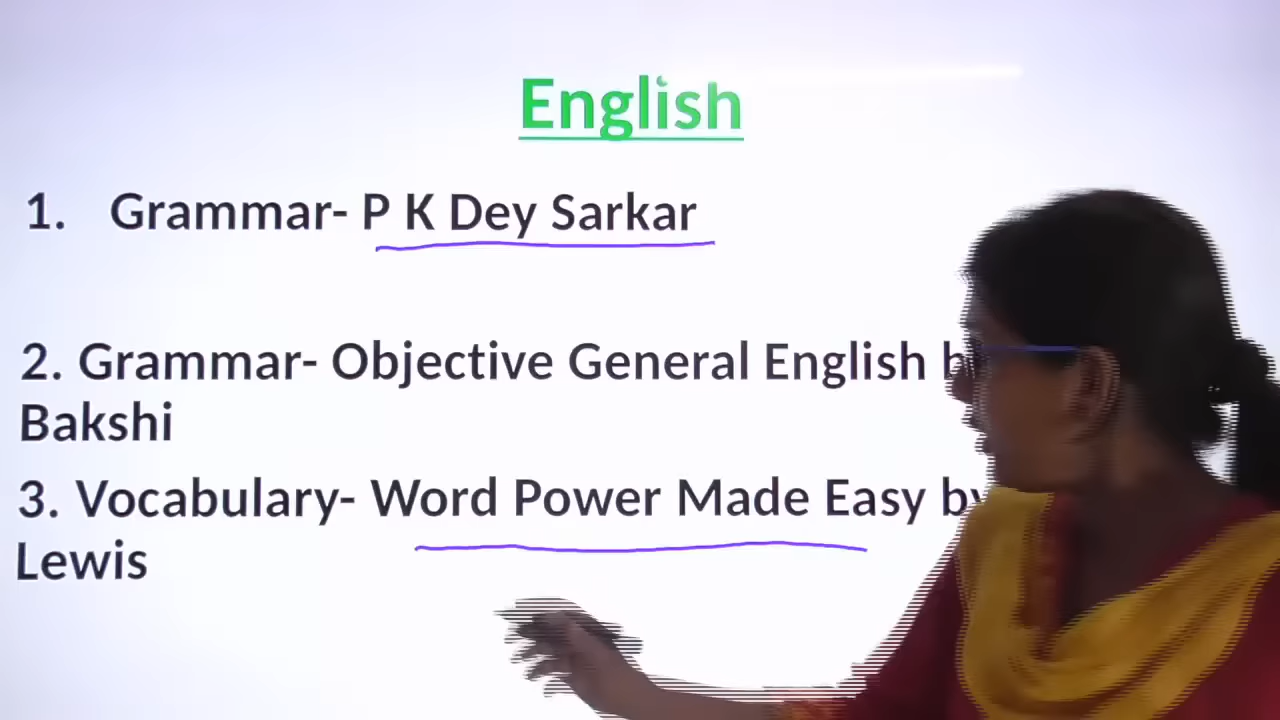 English
1. Grammar- P K Dey Sarkar
2. Grammar- Objective General English
Bakshi
3. Vocabulary- Word Power Made Easy by
Lewis